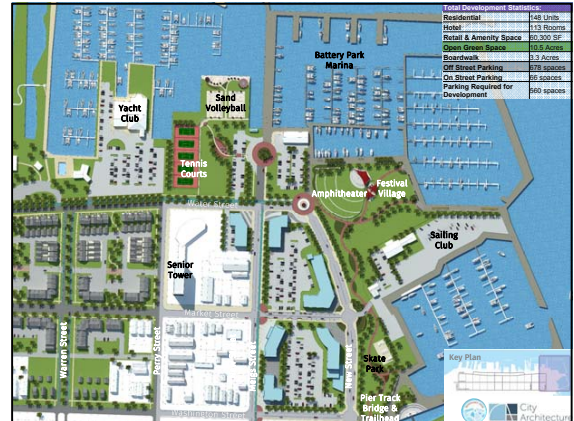 Total Development Statistics:
Residential 148 Units
Hotel 113 Rooms
Retail & Amenity Space 60,300 SF
Open Green Space 10.5 Acres
Boardwalk 3.3 Acres
Off Street Parking 678 spaces
On Street Parking 66 spaces
Parking Required for
Development 560 spaces
Battery Park
Marina
Yacht
Club
Sand
Volleyball
Tennis
Courts
Amphitheater
Festival
Village
Water Street
Sailing
Club
Senior
Tower
Market Street
Warren Street
Perry Street
Meigs Street
New Street
Skate
Park
Pier Track
Bridge &
Trailhead
Washington Street
Key Plan
City
Architecture